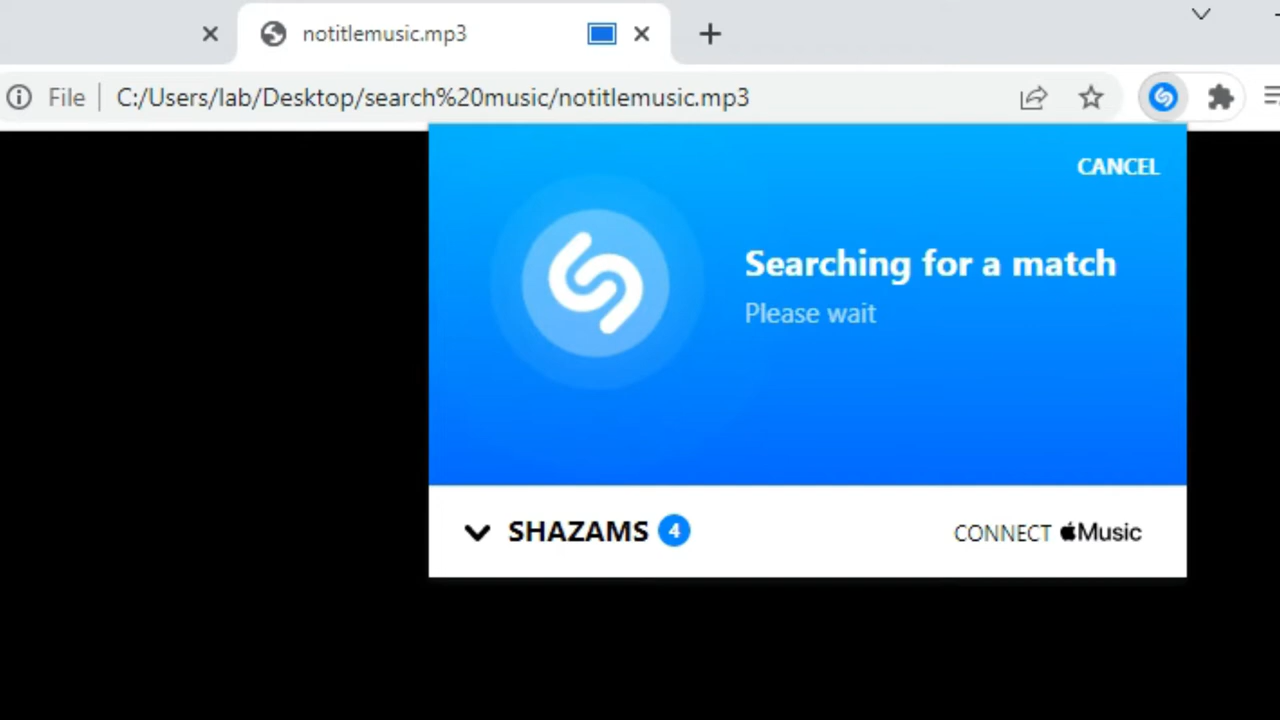 notitlemusic.mp3
File
C:/Users/lab/Desktop/search%20music/notitlemusic.mp3
CANCEL
Searching for a match
Please wait
SHAZAMS 4
CONNECT Music